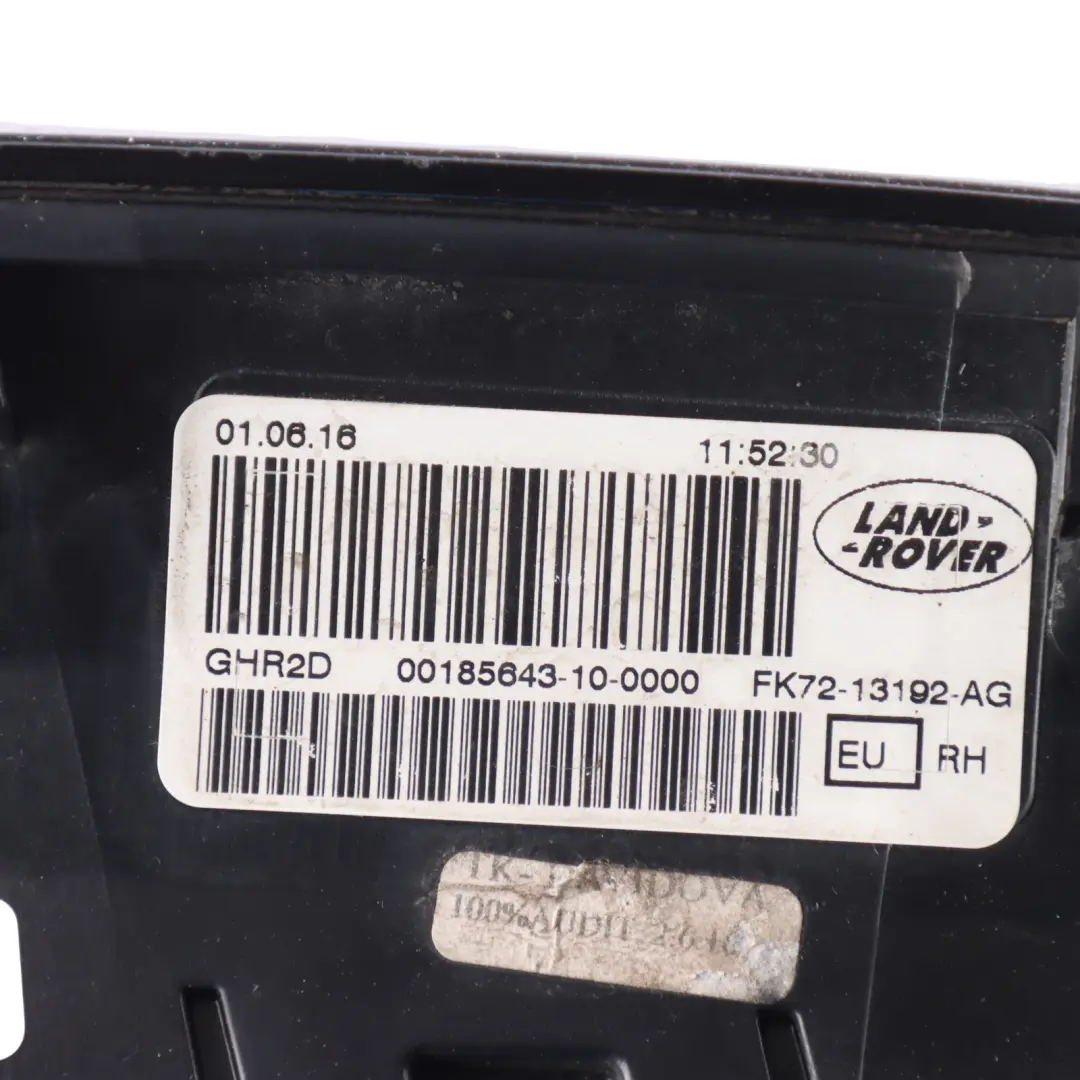 01.06.16 11:52:30
LAND-
-ROVER
GHR2D 00185643-10-0000 FK72-13192-AG
EU RH
100% AUDIT